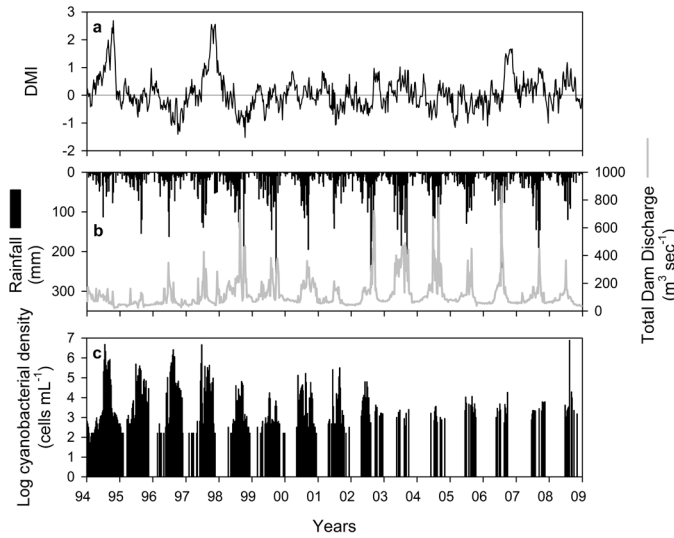 a
3
2
1
0
-1
-2
DMI
b
0
100
200
300
Rainfall
(mm)
1000
800
600
400
200
0
Total Dam Discharge
(m³ sec⁻¹)
c
7
6
5
4
3
2
1
0
Log cyanobacterial density
(cells mL⁻¹)
94 95 96 97 98 99 00 01 02 03 04 05 06 07 08 09
Years